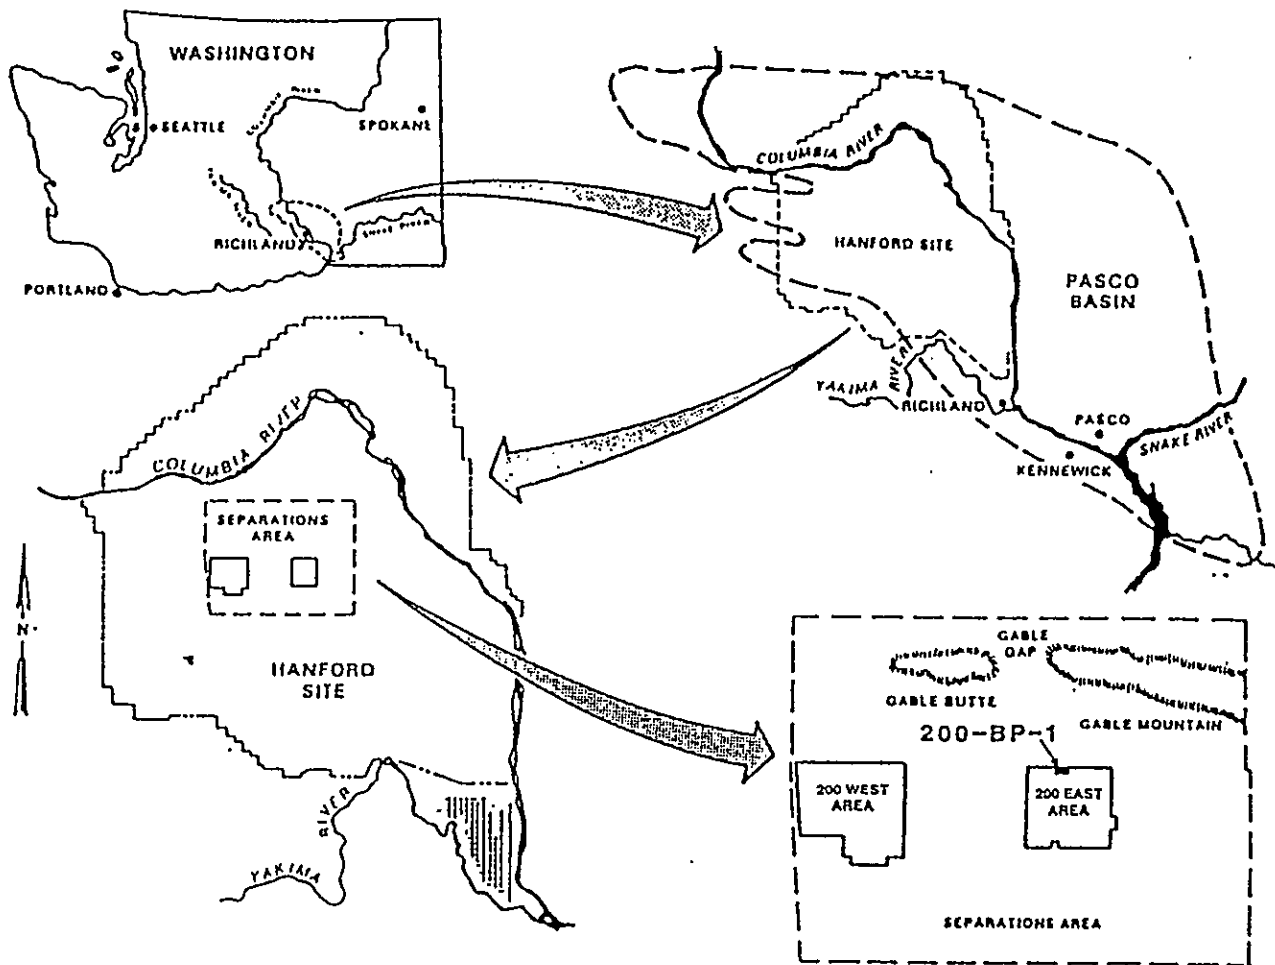 WASHINGTON
SEATTLE
SPOKANE
RICHLAND
PORTLAND
COLUMBIA RIVER
HANFORD SITE
PASCO
BASIN
YAKIMA
RIVER
RICHLAND
PASCO
KENNEWICK
SNAKE RIVER
COLUMBIA RIVER
SEPARATIONS
AREA
N
HANFORD
SITE
YAKIMA
RIVER
GABLE
GAP
GABLE BUTTE
GABLE MOUNTAIN
200-BP-1
200 WEST
AREA
200 EAST
AREA
SEPARATIONS AREA